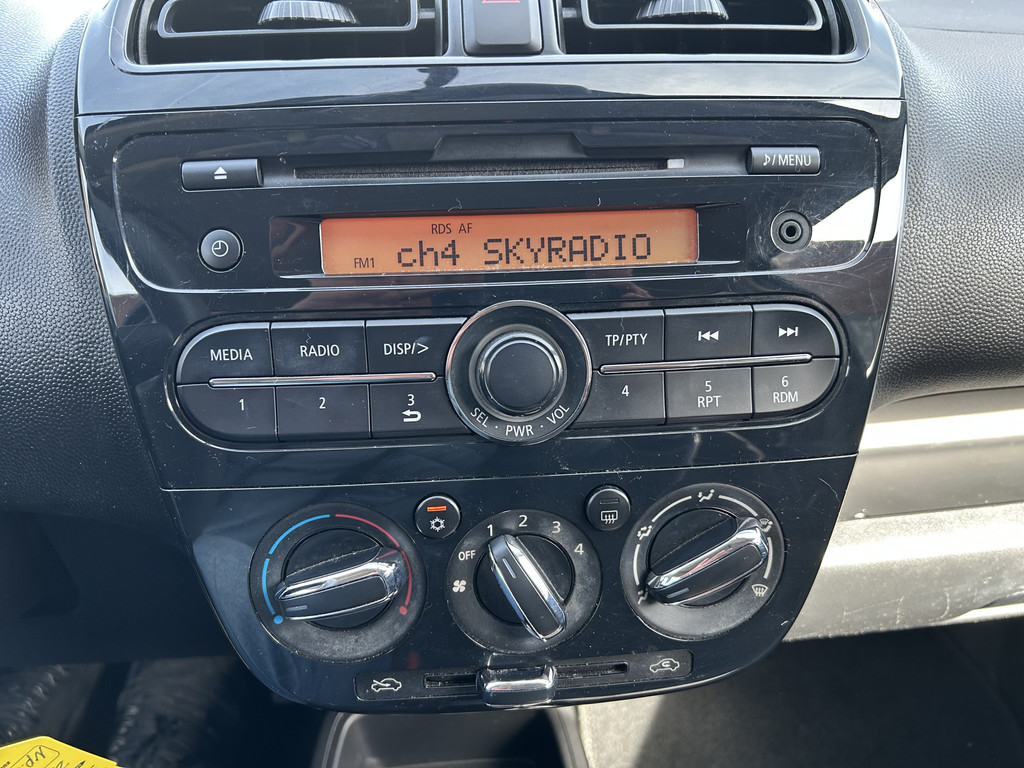 ♪/MENU
RDS AF
FM1 ch4 SKYRADIO
MEDIA RADIO DISP/> TP/PTY
1 2 3 4 5 RPT 6 RDM
SEL · PWR · VOL
OFF 1 2 3 4